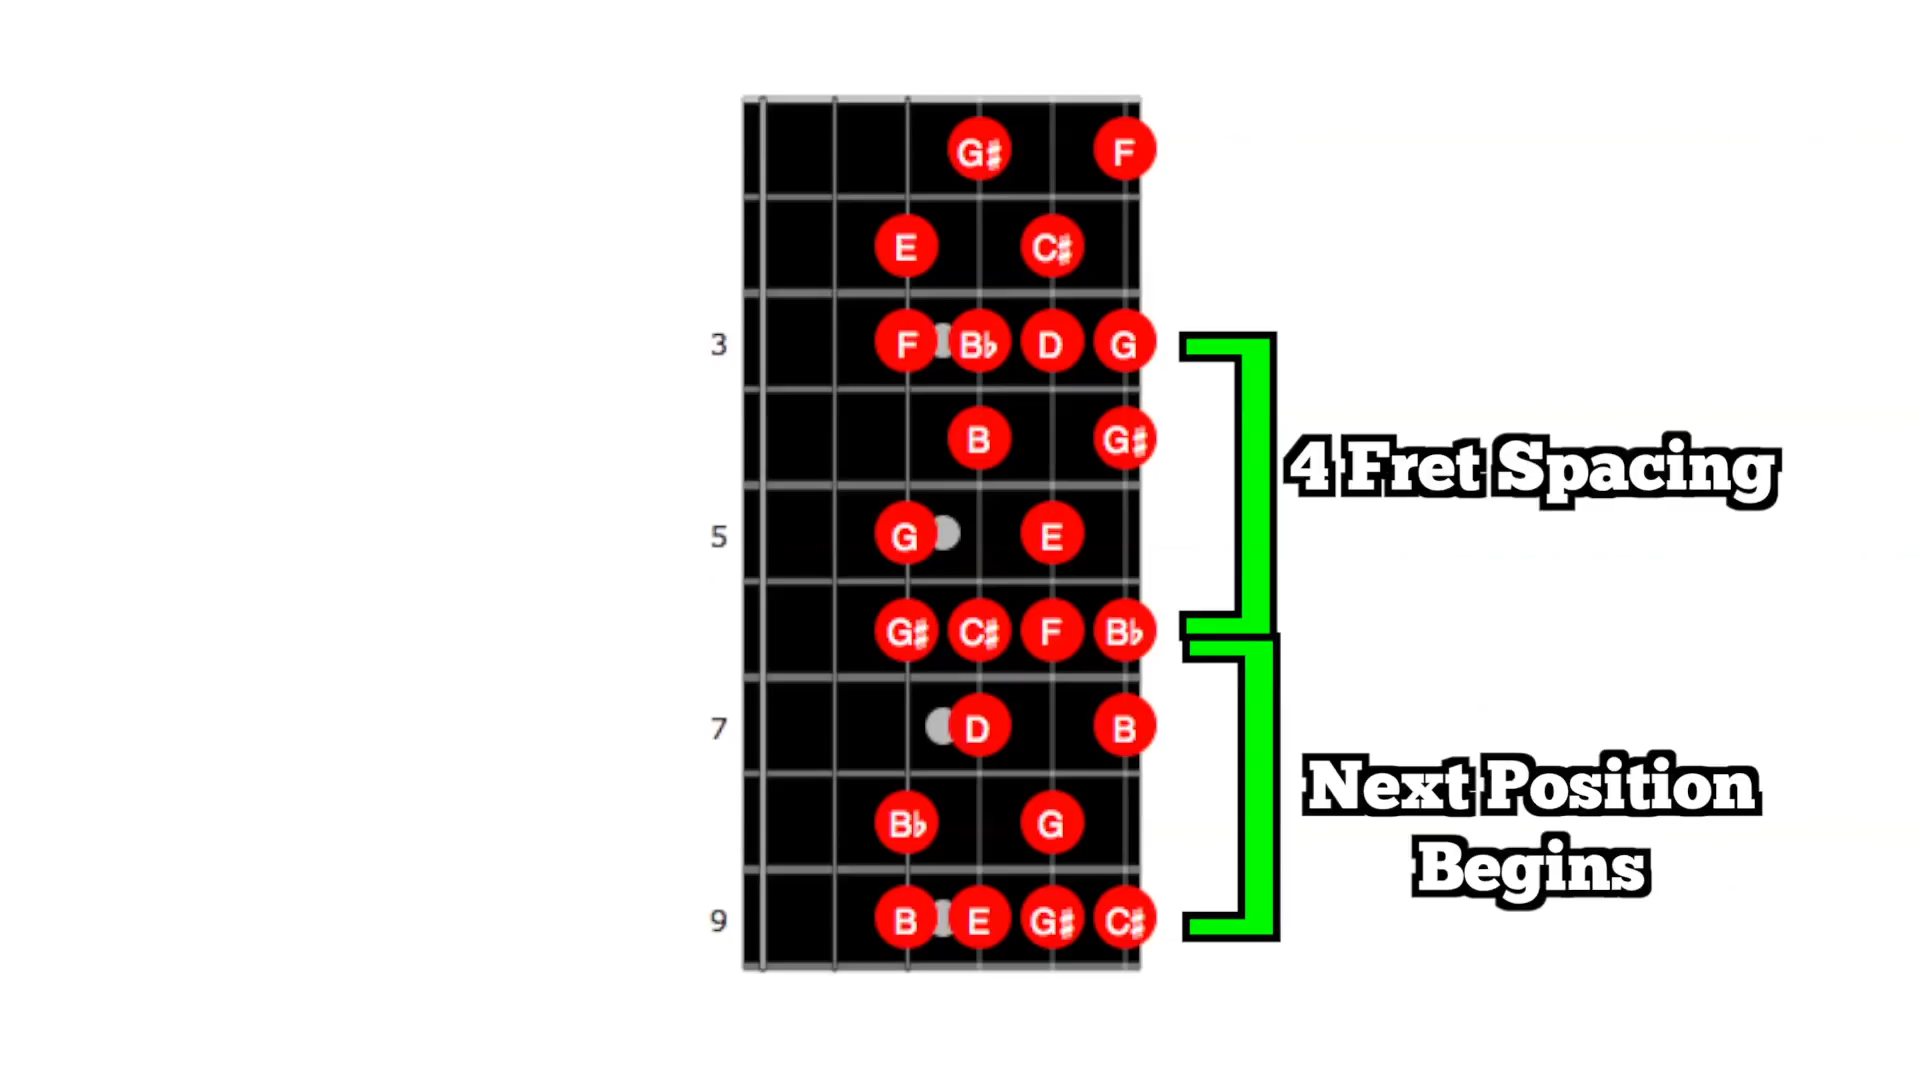 G♯ F
E C♯
3 F B♭ D G
B G♯
4 Fret Spacing
5 G E
G♯ C♯ F B♭
7 D B
Next Position
Begins
B♭ G
9 B E G♯ C♯